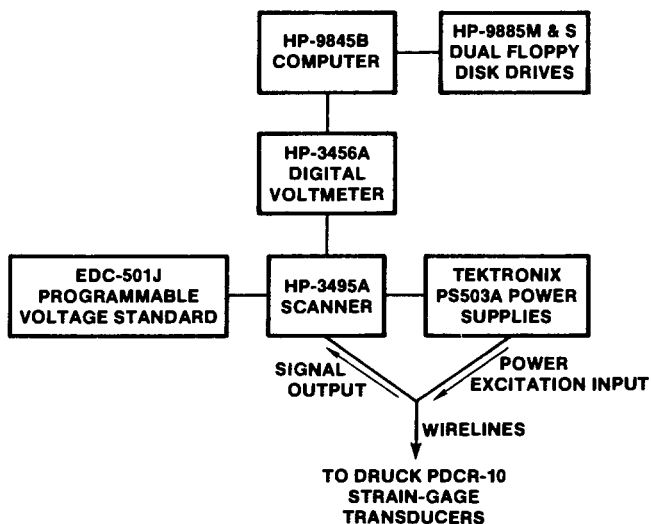 HP-9845B
COMPUTER
HP-9885M & S
DUAL FLOPPY
DISK DRIVES
HP-3456A
DIGITAL
VOLTMETER
EDC-501J
PROGRAMMABLE
VOLTAGE STANDARD
HP-3495A
SCANNER
TEKTRONIX
PS503A POWER
SUPPLIES
SIGNAL
OUTPUT
POWER
EXCITATION INPUT
WIRELINES
TO DRUCK PDCR-10
STRAIN-GAGE
TRANSDUCERS